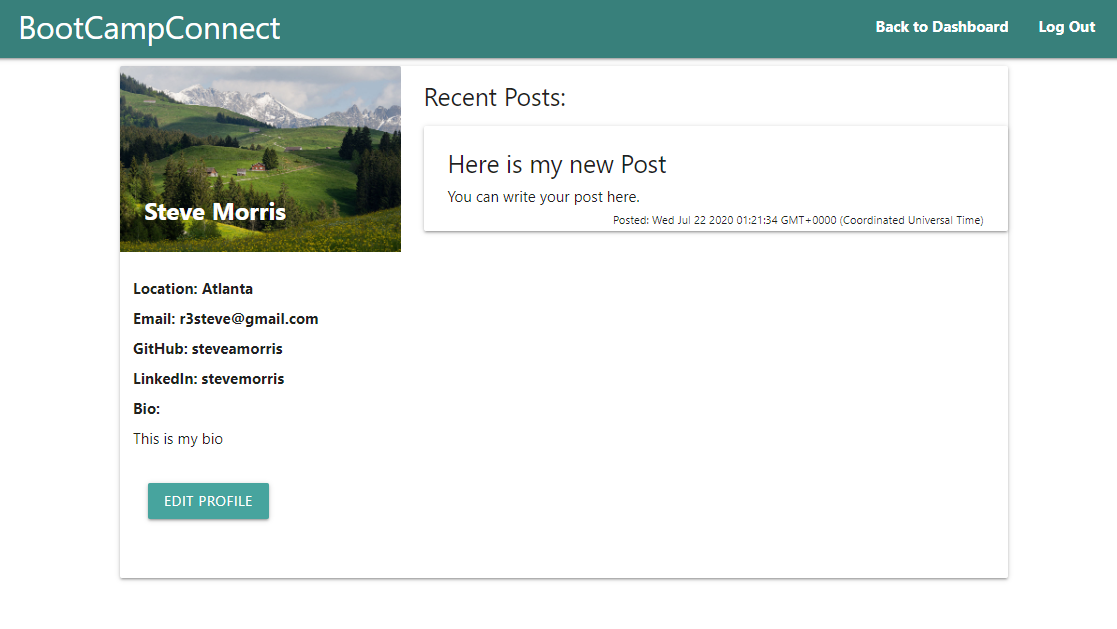 BootCampConnect
Back to Dashboard
Log Out
Steve Morris
Location: Atlanta
Email: r3steve@gmail.com
GitHub: steveamorris
LinkedIn: stevemorris
Bio:
This is my bio
EDIT PROFILE
Recent Posts:
Here is my new Post
You can write your post here.
Posted: Wed Jul 22 2020 01:21:34 GMT+0000 (Coordinated Universal Time)